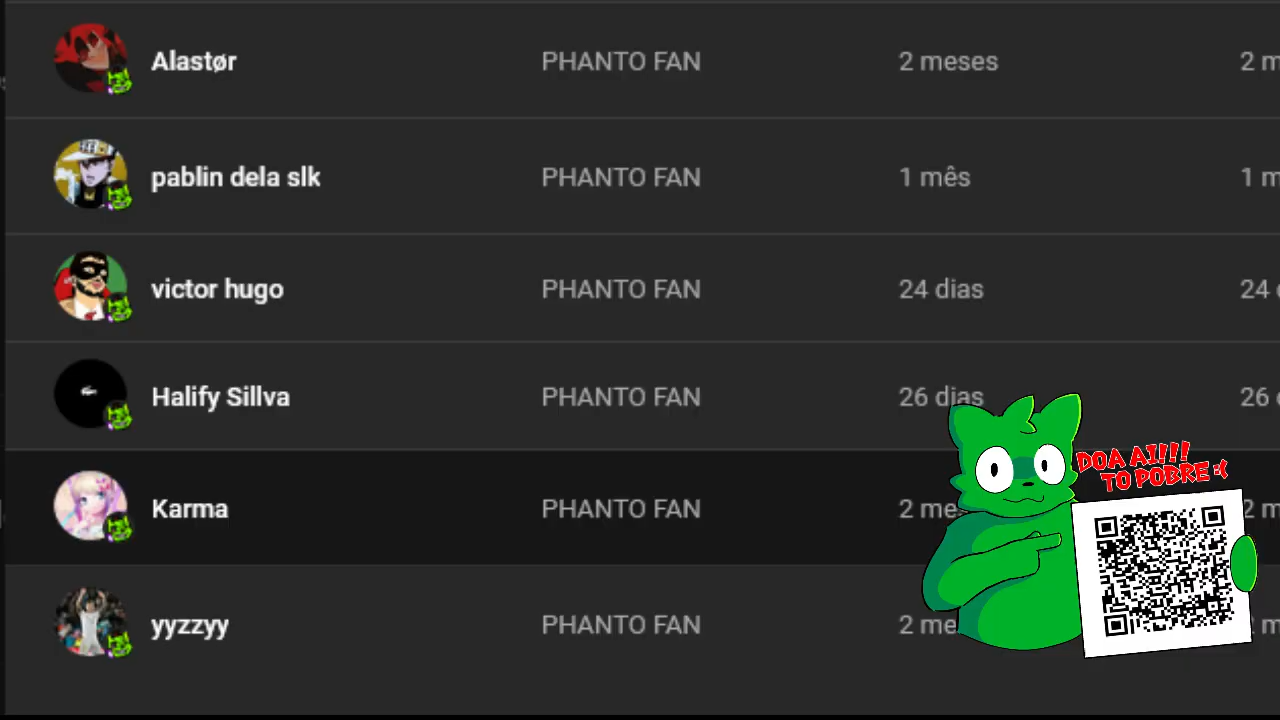 Alastør PHANTO FAN 2 meses 2 m
pablin dela slk PHANTO FAN 1 mês 1 m
victor hugo PHANTO FAN 24 dias 24
Halify Sillva PHANTO FAN 26 dias 26
DOA AI!!!
TO POBRE :(
Karma PHANTO FAN 2 me 2 m
yyzzyy PHANTO FAN 2 me